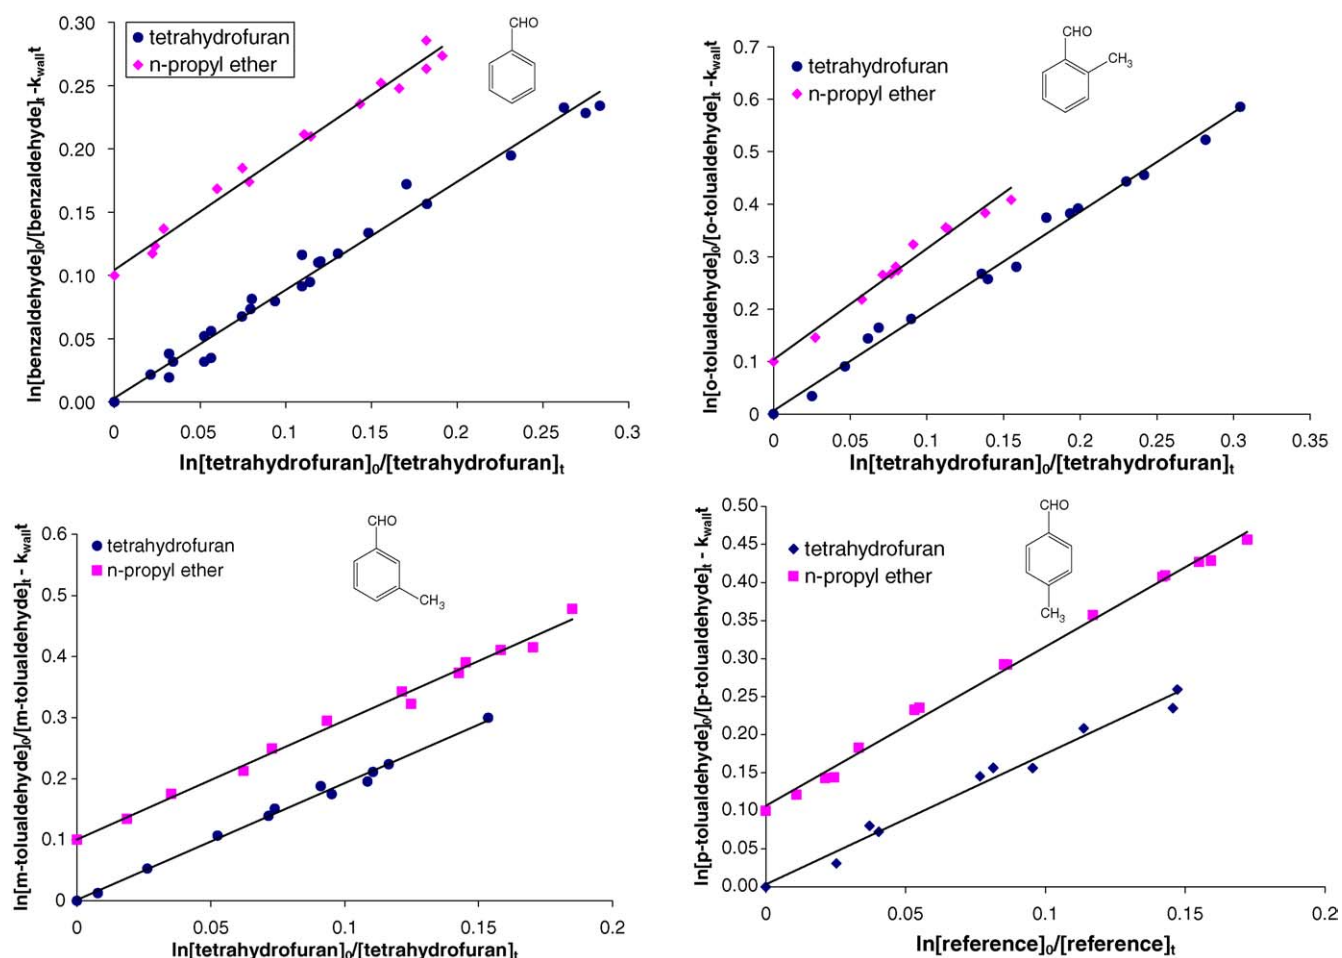 0.30
0.25
0.20
0.15
0.10
0.05
0.00
tetrahydrofuran
n-propyl ether
CHO
ln[benzaldehyde]₀/[benzaldehyde]ₜ -k_wall t
0 0.05 0.1 0.15 0.2 0.25 0.3
ln[tetrahydrofuran]₀/[tetrahydrofuran]ₜ
0.7
0.6
0.5
0.4
0.3
0.2
0.1
0
tetrahydrofuran
n-propyl ether
CHO
CH₃
ln[o-tolualdehyde]₀/[o-tolualdehyde]ₜ -k_wall t
0 0.05 0.1 0.15 0.2 0.25 0.3 0.35
ln[tetrahydrofuran]₀/[tetrahydrofuran]ₜ
0.6
0.5
0.4
0.3
0.2
0.1
0
tetrahydrofuran
n-propyl ether
CHO
CH₃
ln[m-tolualdehyde]₀/[m-tolualdehyde]ₜ - k_wall t
0 0.05 0.1 0.15 0.2
ln[tetrahydrofuran]₀/[tetrahydrofuran]ₜ
0.50
0.45
0.40
0.35
0.30
0.25
0.20
0.15
0.10
0.05
0.00
tetrahydrofuran
n-propyl ether
CHO
CH₃
ln[p-tolualdehyde]₀/[p-tolualdehyde]ₜ - k_wall t
0 0.05 0.1 0.15 0.2
ln[reference]₀/[reference]ₜ